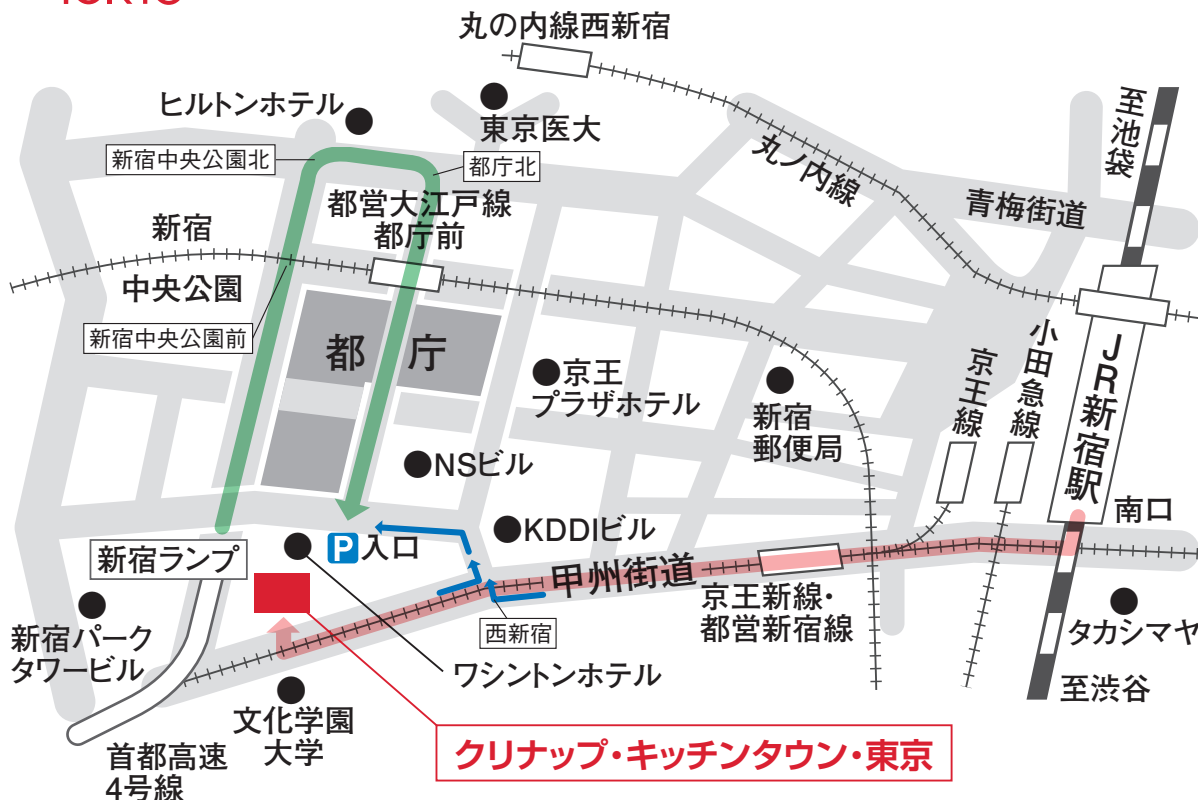 丸の内線西新宿
ヒルトンホテル
東京医大
至池袋
新宿中央公園北
都庁北
丸ノ内線
都営大江戸線
都庁前
青梅街道
新宿
中央公園
新宿中央公園前
都庁
京王
プラザホテル
新宿
郵便局
京王線
小田急線
JR新宿駅
NSビル
南口
KDDIビル
P入口
新宿ランプ
甲州街道
京王新線・
都営新宿線
西新宿
タカシマヤ
新宿パーク
タワービル
ワシントンホテル
至渋谷
文化学園
大学
首都高速
4号線
クリナップ・キッチンタウン・東京